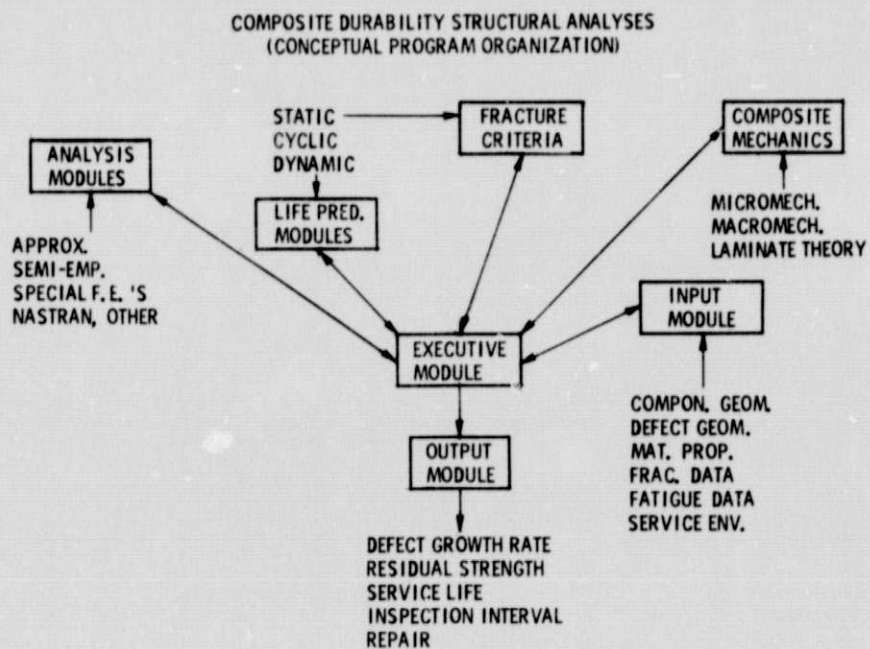 COMPOSITE DURABILITY STRUCTURAL ANALYSES
(CONCEPTUAL PROGRAM ORGANIZATION)
STATIC
CYCLIC
DYNAMIC
FRACTURE
CRITERIA
COMPOSITE
MECHANICS
ANALYSIS
MODULES
LIFE PRED.
MODULES
MICROMECH.
MACROMECH.
LAMINATE THEORY
APPROX.
SEMI-EMP.
SPECIAL F.E.'S
NASTRAN, OTHER
INPUT
MODULE
EXECUTIVE
MODULE
COMPON. GEOM.
DEFECT GEOM.
MAT. PROP.
FRAC. DATA
FATIGUE DATA
SERVICE ENV.
OUTPUT
MODULE
DEFECT GROWTH RATE
RESIDUAL STRENGTH
SERVICE LIFE
INSPECTION INTERVAL
REPAIR